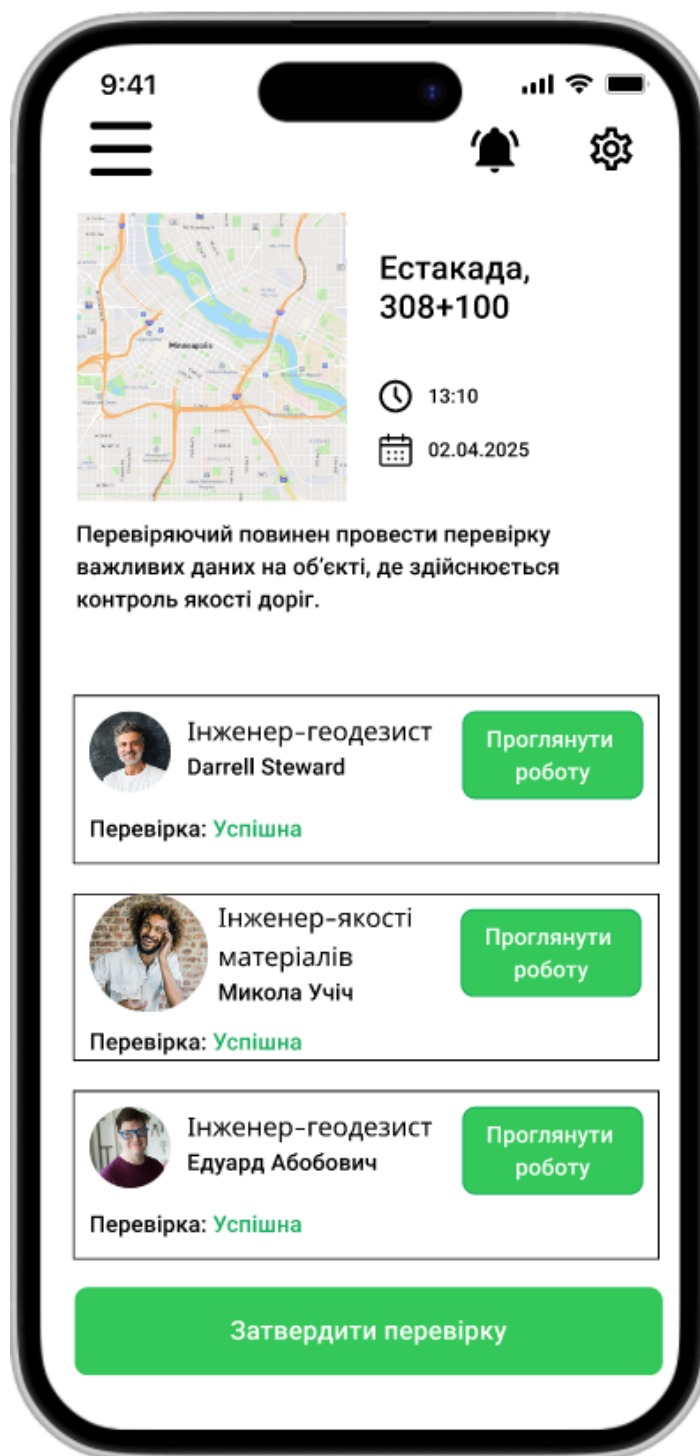 9:41
Minneapolis
Естакада,
308+100
13:10
02.04.2025
Перевіряючий повинен провести перевірку
важливих даних на об’єкті, де здійснюється
контроль якості доріг.
Інженер-геодезист
Darrell Steward
Проглянути
роботу
Перевірка: Успішна
Інженер-якості
матеріалів
Микола Учіч
Проглянути
роботу
Перевірка: Успішна
Інженер-геодезист
Едуард Абобович
Проглянути
роботу
Перевірка: Успішна
Затвердити перевірку